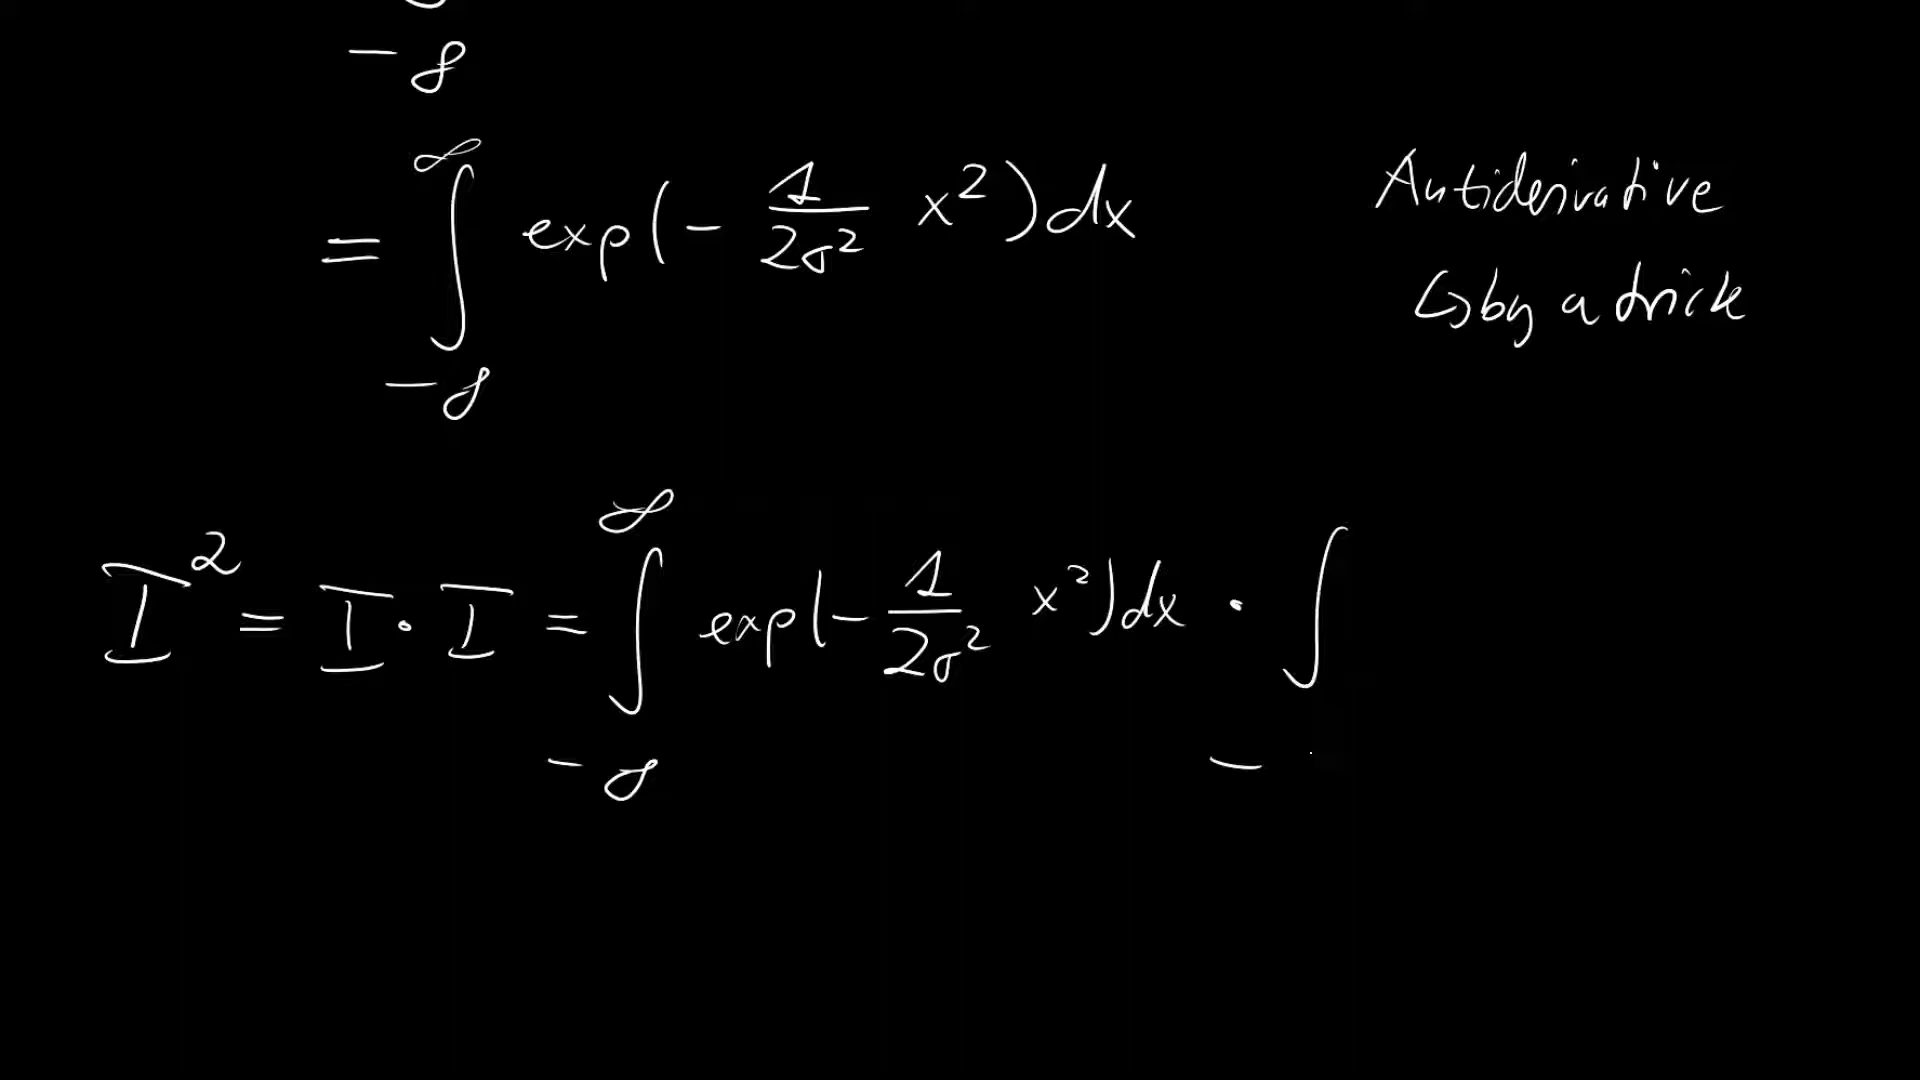 -∞
= ∫_{-∞}^{∞} exp(- 1/(2σ²) x²) dx
Antiderivative
↳ by a trick
I² = I · I = ∫_{-∞}^{∞} exp(- 1/(2σ²) x²) dx · ∫_{-}